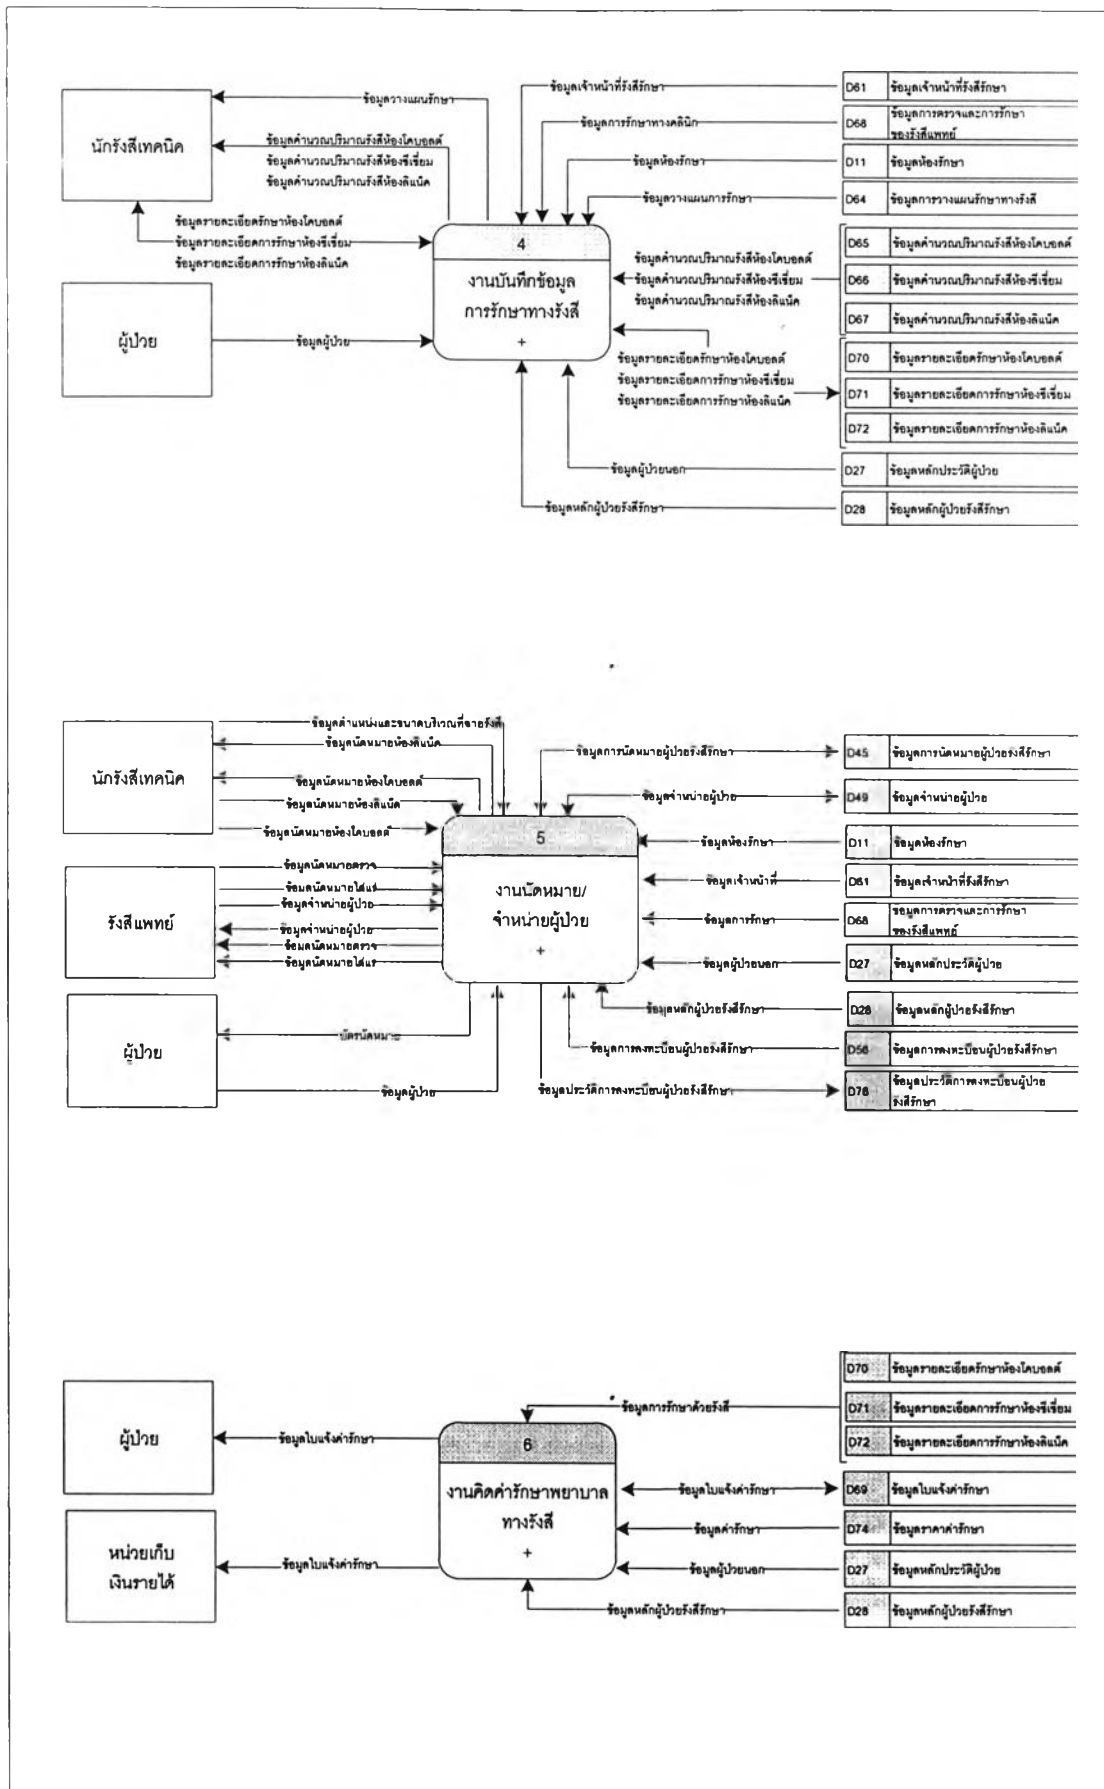 ข้อมูลวางแผนรักษา
ข้อมูลเจ้าหน้าที่รังสีรักษา
D61 ข้อมูลเจ้าหน้าที่รังสีรักษา
นักรังสีเทคนิค
ข้อมูลการรักษาทางคลินิก
D68 ข้อมูลการตรวจและการรักษา
ของรังสีแพทย์
ข้อมูลคำนวณปริมาณรังสีห้องโคบอลต์
ข้อมูลคำนวณปริมาณรังสีห้องซีเซี่ยม
ข้อมูลคำนวณปริมาณรังสีห้องลิแน็ค
ข้อมูลห้องรักษา
D11 ข้อมูลห้องรักษา
ข้อมูลวางแผนการรักษา
D64 ข้อมูลการวางแผนรักษาทางรังสี
ข้อมูลรายละเอียดรักษาห้องโคบอลต์
ข้อมูลรายละเอียดการรักษาห้องซีเซี่ยม
ข้อมูลรายละเอียดการรักษาห้องลิแน็ค
4
งานบันทึกข้อมูล
การรักษาทางรังสี
+
ข้อมูลคำนวณปริมาณรังสีห้องโคบอลต์
ข้อมูลคำนวณปริมาณรังสีห้องซีเซี่ยม
ข้อมูลคำนวณปริมาณรังสีห้องลิแน็ค
D65 ข้อมูลคำนวณปริมาณรังสีห้องโคบอลต์
D66 ข้อมูลคำนวณปริมาณรังสีห้องซีเซี่ยม
D67 ข้อมูลคำนวณปริมาณรังสีห้องลิแน็ค
ผู้ป่วย
ข้อมูลผู้ป่วย
ข้อมูลรายละเอียดรักษาห้องโคบอลต์
ข้อมูลรายละเอียดการรักษาห้องซีเซี่ยม
ข้อมูลรายละเอียดการรักษาห้องลิแน็ค
D70 ข้อมูลรายละเอียดรักษาห้องโคบอลต์
D71 ข้อมูลรายละเอียดการรักษาห้องซีเซี่ยม
D72 ข้อมูลรายละเอียดการรักษาห้องลิแน็ค
ข้อมูลผู้ป่วยนอก
D27 ข้อมูลหลักประวัติผู้ป่วย
ข้อมูลหลักผู้ป่วยรังสีรักษา
D28 ข้อมูลหลักผู้ป่วยรังสีรักษา
นักรังสีเทคนิค
ข้อมูลตำแหน่งและขนาดบริเวณที่ฉายรังสี
ข้อมูลนัดหมายห้องลิแน็ค
ข้อมูลนัดหมายห้องโคบอลต์
ข้อมูลนัดหมายห้องลิแน็ค
ข้อมูลนัดหมายห้องโคบอลต์
ข้อมูลการนัดหมายผู้ป่วยรังสีรักษา
D45 ข้อมูลการนัดหมายผู้ป่วยรังสีรักษา
ข้อมูลจำหน่ายผู้ป่วย
D49 ข้อมูลจำหน่ายผู้ป่วย
5
งานนัดหมาย/
จำหน่ายผู้ป่วย
+
ข้อมูลห้องรักษา
D11 ข้อมูลห้องรักษา
รังสีแพทย์
ข้อมูลนัดหมายตรวจ
ข้อมูลนัดหมายใส่แร่
ข้อมูลจำหน่ายผู้ป่วย
ข้อมูลจำหน่ายผู้ป่วย
ข้อมูลนัดหมายตรวจ
ข้อมูลนัดหมายใส่แร่
ข้อมูลเจ้าหน้าที่
D61 ข้อมูลเจ้าหน้าที่รังสีรักษา
ข้อมูลการรักษา
D68 ข้อมูลการตรวจและการรักษา
ของรังสีแพทย์
ข้อมูลผู้ป่วยนอก
D27 ข้อมูลหลักประวัติผู้ป่วย
ข้อมูลหลักผู้ป่วยรังสีรักษา
D28 ข้อมูลหลักผู้ป่วยรังสีรักษา
ผู้ป่วย
บัตรนัดหมาย
ข้อมูลผู้ป่วย
ข้อมูลการลงทะเบียนผู้ป่วยรังสีรักษา
D56 ข้อมูลการลงทะเบียนผู้ป่วยรังสีรักษา
ข้อมูลประวัติการลงทะเบียนผู้ป่วยรังสีรักษา
D76 ข้อมูลประวัติการลงทะเบียนผู้ป่วย
รังสีรักษา
D70 ข้อมูลรายละเอียดรักษาห้องโคบอลต์
ข้อมูลการรักษาด้วยรังสี
D71 ข้อมูลรายละเอียดการรักษาห้องซีเซี่ยม
D72 ข้อมูลรายละเอียดการรักษาห้องลิแน็ค
ผู้ป่วย
ข้อมูลใบแจ้งค่ารักษา
6
งานคิดค่ารักษาพยาบาล
ทางรังสี
+
ข้อมูลใบแจ้งค่ารักษา
D69 ข้อมูลใบแจ้งค่ารักษา
ข้อมูลค่ารักษา
D74 ข้อมูลราคาค่ารักษา
หน่วยเก็บ
เงินรายได้
ข้อมูลใบแจ้งค่ารักษา
ข้อมูลผู้ป่วยนอก
D27 ข้อมูลหลักประวัติผู้ป่วย
ข้อมูลหลักผู้ป่วยรังสีรักษา
D28 ข้อมูลหลักผู้ป่วยรังสีรักษา